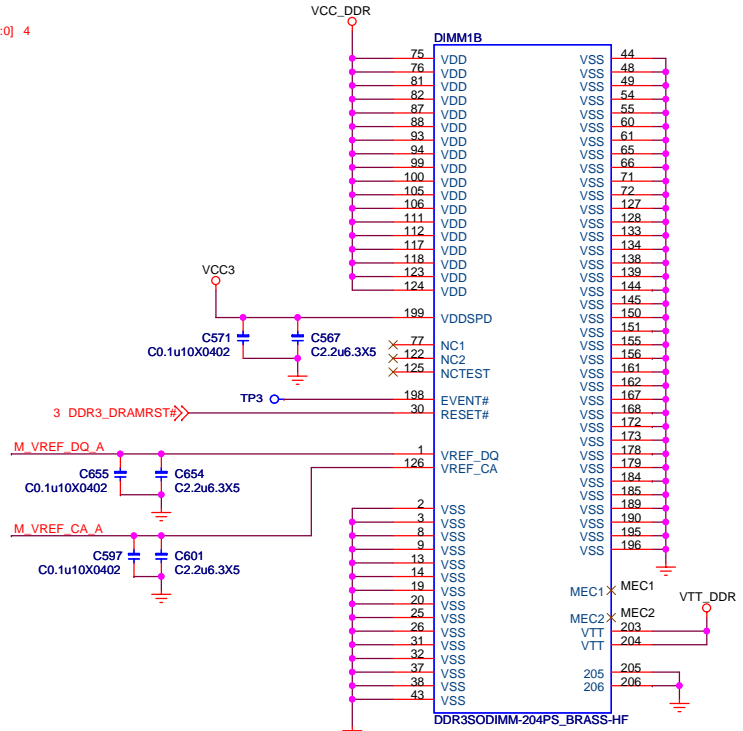 VCC_DDR
:0] 4
DIMM1B
75 VDD VSS 44
76 VDD VSS 48
81 VDD VSS 49
82 VDD VSS 54
87 VDD VSS 55
88 VDD VSS 60
93 VDD VSS 61
94 VDD VSS 65
99 VDD VSS 66
100 VDD VSS 71
105 VDD VSS 72
106 VDD VSS 127
111 VDD VSS 128
112 VDD VSS 133
117 VDD VSS 134
118 VDD VSS 138
123 VDD VSS 139
124 VDD VSS 144
VSS 145
VCC3
199 VDDSPD VSS 150
VSS 151
C571 C567
C0.1u10X0402 C2.2u6.3X5
77 NC1 VSS 155
122 NC2 VSS 156
125 NCTEST VSS 161
VSS 162
TP3 198 EVENT# VSS 167
3 DDR3_DRAMRST# 30 RESET# VSS 168
VSS 172
VSS 173
M_VREF_DQ_A 1 VREF_DQ VSS 178
126 VREF_CA VSS 179
C655 C654
C0.1u10X0402 C2.2u6.3X5
VSS 184
VSS 185
2 VSS VSS 189
3 VSS VSS 190
8 VSS VSS 195
9 VSS VSS 196
M_VREF_CA_A
C597 C601
C0.1u10X0402 C2.2u6.3X5
13 VSS
14 VSS
19 VSS MEC1 MEC1
20 VSS
VTT_DDR
25 VSS MEC2 MEC2
26 VSS VTT 203
31 VSS VTT 204
32 VSS
37 VSS 205 205
38 VSS 206 206
43 VSS
DDR3SODIMM-204PS_BRASS-HF